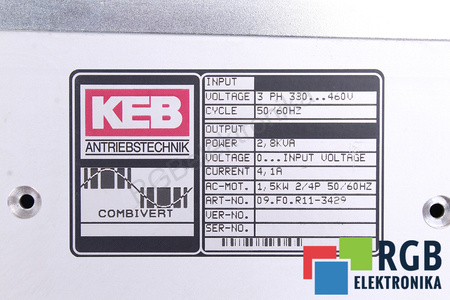 KEB
ANTRIEBSTECHNIK
COMBIVERT
INPUT
VOLTAGE 3 PH 330...460V
CYCLE 50/60HZ
OUTPUT
POWER 2,8KVA
VOLTAGE 0...INPUT VOLTAGE
CURRENT 4,1A
AC-MOT. 1,5KW 2/4P 50/60HZ
ART-NO. 09.F0.R11-3429
VER-NO.
SER-NO.
RGB
ELEKTRONIKA